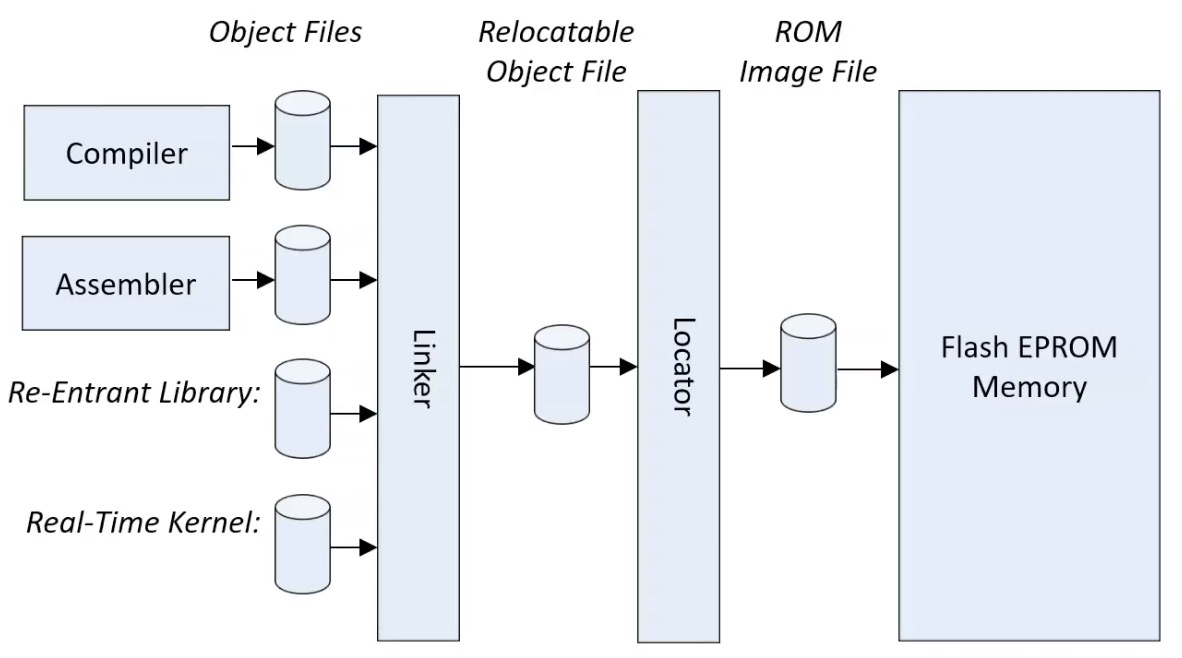 Object Files
Relocatable
Object File
ROM
Image File
Compiler
Assembler
Re-Entrant Library:
Real-Time Kernel:
Linker
Locator
Flash EPROM
Memory